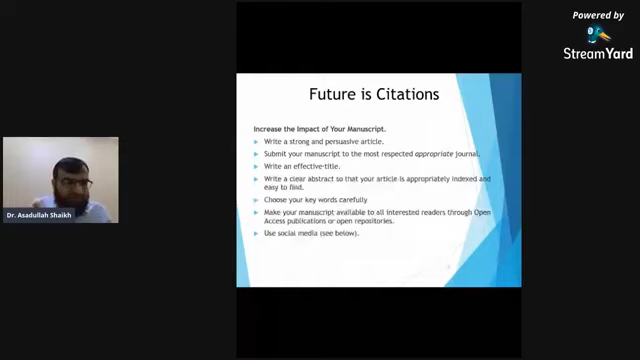 Powered by
StreamYard
Future is Citations
Increase the Impact of Your Manuscript.
Write a strong and persuasive article.
Submit your manuscript to the most respected appropriate journal.
Write an effective title.
Write a clear abstract so that your article is appropriately indexed and
easy to find.
Choose your key words carefully
Make your manuscript available to all interested readers through Open
Access publications or open repositories.
Use social media (see below).
Dr. Asadullah Shaikh